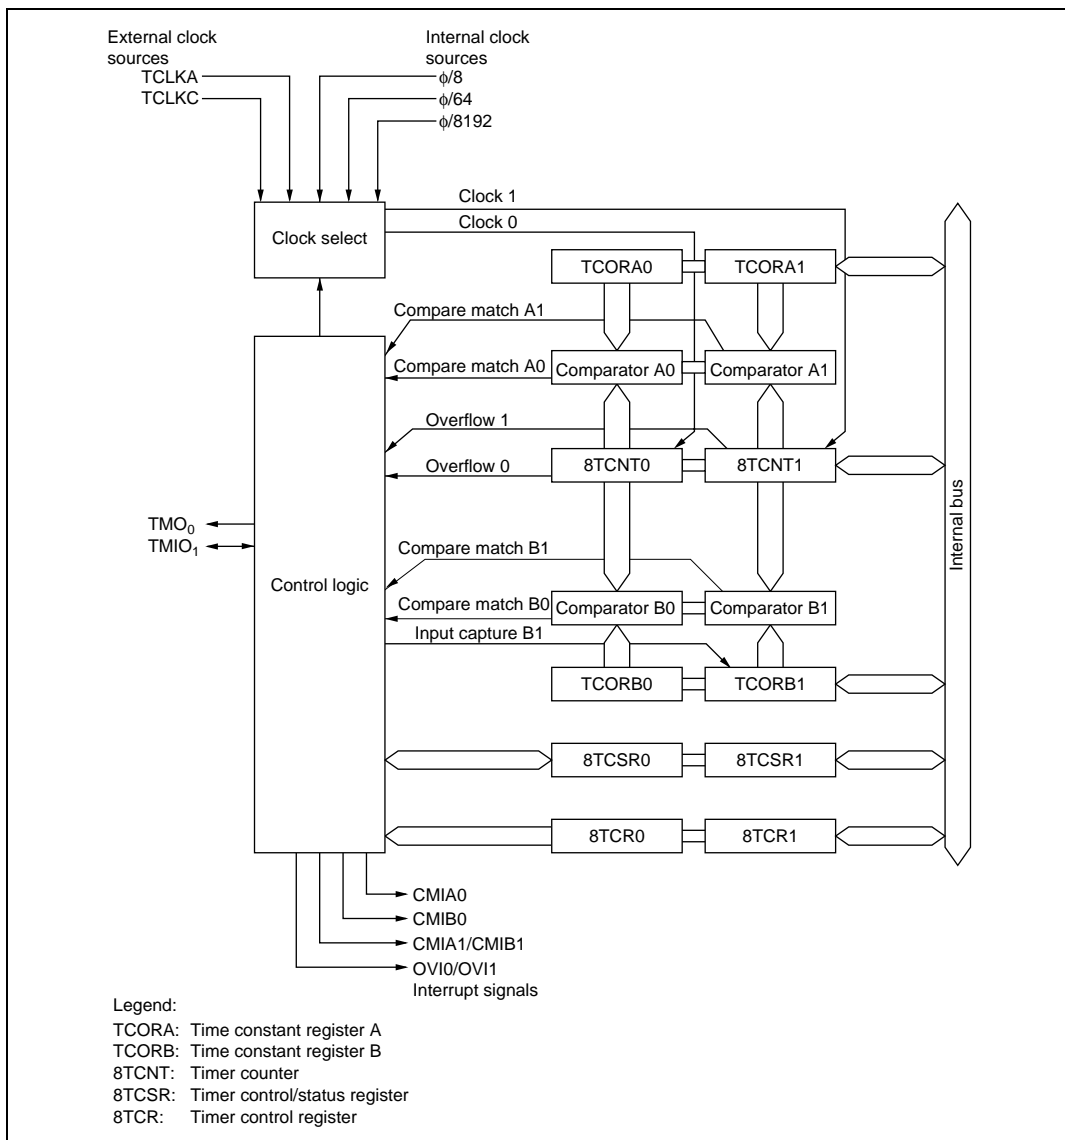 External clock
sources
TCLKA
TCLKC
Internal clock
sources
ϕ/8
ϕ/64
ϕ/8192
Clock select
Clock 1
Clock 0
TCORA0
TCORA1
Compare match A1
Compare match A0
Comparator A0
Comparator A1
Overflow 1
Overflow 0
8TCNT0
8TCNT1
TMO0
TMIO1
Control logic
Compare match B1
Compare match B0
Comparator B0
Comparator B1
Input capture B1
TCORB0
TCORB1
8TCSR0
8TCSR1
8TCR0
8TCR1
Internal bus
CMIA0
CMIB0
CMIA1/CMIB1
OVI0/OVI1
Interrupt signals
Legend:
TCORA: Time constant register A
TCORB: Time constant register B
8TCNT: Timer counter
8TCSR: Timer control/status register
8TCR: Timer control register